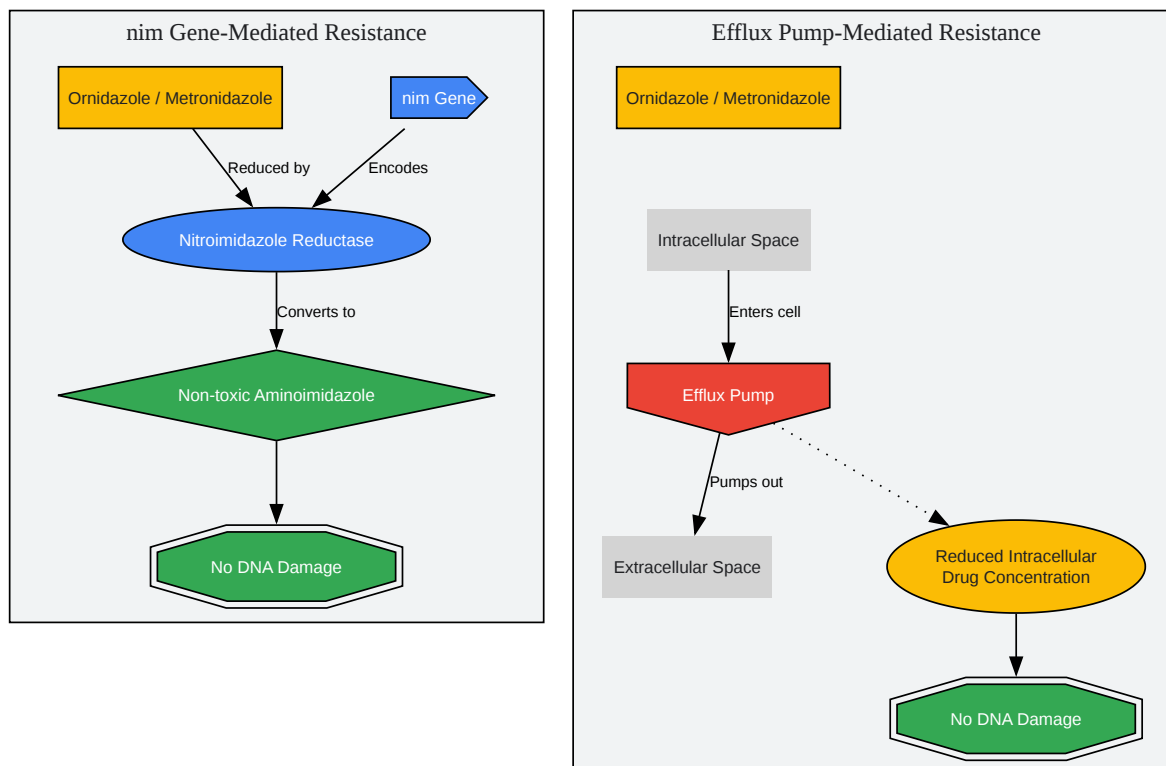 nim Gene-Mediated Resistance
Ornidazole / Metronidazole
nim Gene
Reduced by
Encodes
Nitroimidazole Reductase
Converts to
Non-toxic Aminoimidazole
No DNA Damage
Efflux Pump-Mediated Resistance
Ornidazole / Metronidazole
Intracellular Space
Enters cell
Efflux Pump
Pumps out
Extracellular Space
Reduced Intracellular
Drug Concentration
No DNA Damage